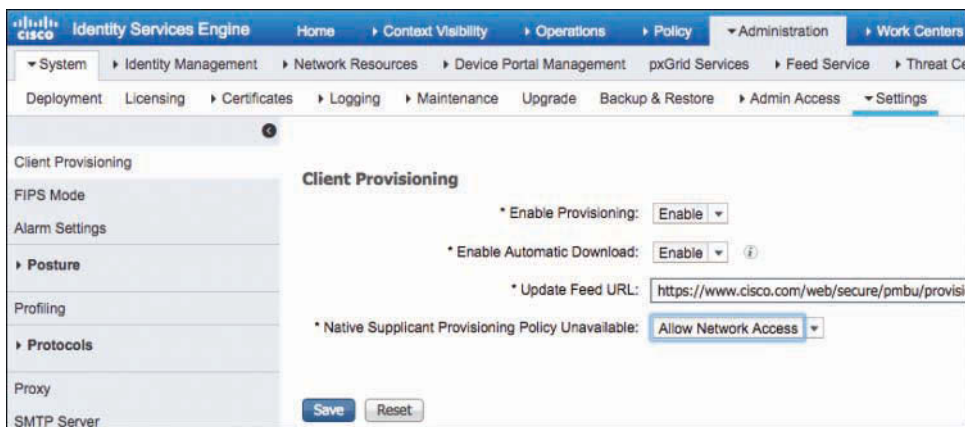 cisco Identity Services Engine Home Context Visibility Operations Policy Administration Work Centers
System Identity Management Network Resources Device Portal Management pxGrid Services Feed Service Threat Ce
Deployment Licensing Certificates Logging Maintenance Upgrade Backup & Restore Admin Access Settings
Client Provisioning
FIPS Mode
Alarm Settings
Posture
Profiling
Protocols
Proxy
SMTP Server
Client Provisioning
* Enable Provisioning: Enable
* Enable Automatic Download: Enable
* Update Feed URL: https://www.cisco.com/web/secure/pmbu/provisi
* Native Supplicant Provisioning Policy Unavailable: Allow Network Access
Save Reset